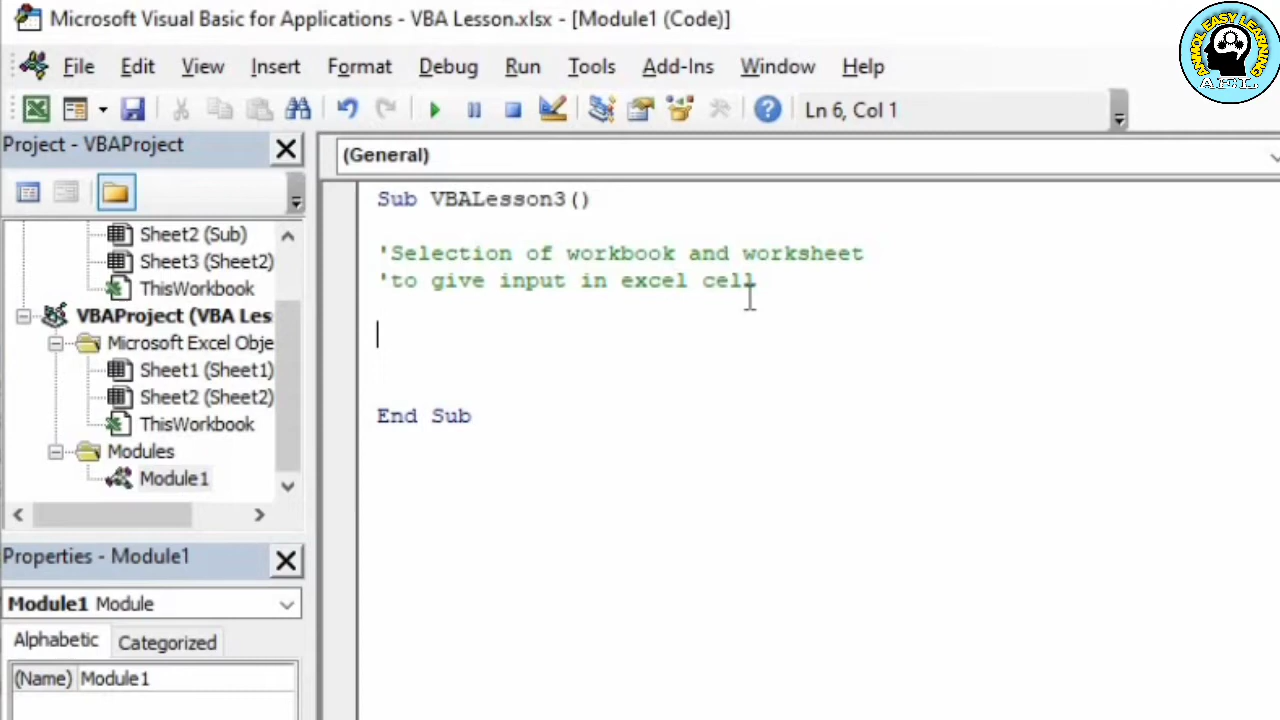 Microsoft Visual Basic for Applications - VBA Lesson.xlsx - [Module1 (Code)]
File Edit View Insert Format Debug Run Tools Add-Ins Window Help
Ln 6, Col 1
ANMOL EASY LEARNING
A.E.L
Project - VBAProject
(General)
Sheet2 (Sub)
Sheet3 (Sheet2)
ThisWorkbook
VBAProject (VBA Les
Microsoft Excel Obje
Sheet1 (Sheet1)
Sheet2 (Sheet2)
ThisWorkbook
Modules
Module1
Properties - Module1
Module1 Module
Alphabetic Categorized
(Name) Module1
Sub VBALesson3()
'Selection of workbook and worksheet
'to give input in excel cell
End Sub